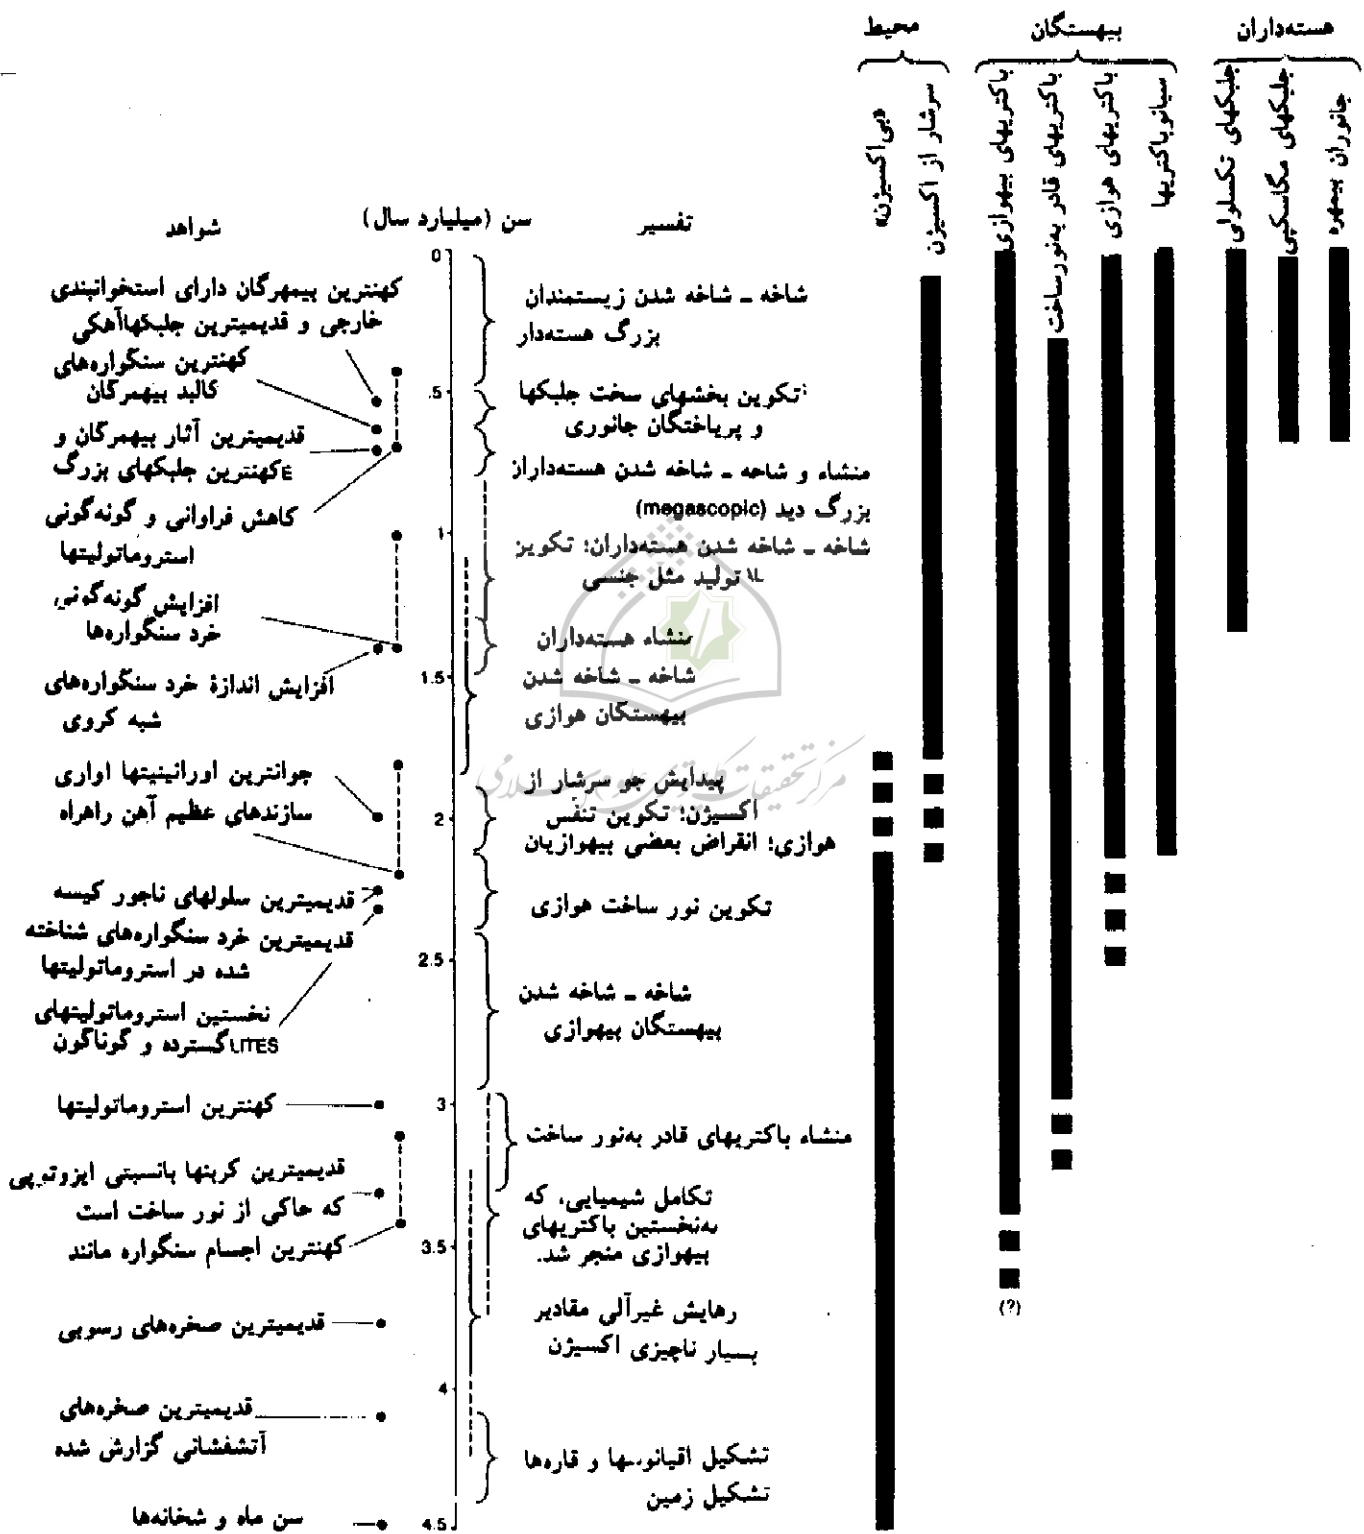 هسته‌داران
بیهستگان
محیط
جانوران بیمهره
جلبکهای مگاسکپی
جلبکهای تکسلولی
سیانوباکتریها
باکتریهای هوازی
باکتریهای قادر به‌نورساخت
باکتریهای بیهوازی
سرشار از اکسیژن
«بی‌اکسیژن»
تفسیر
سن (میلیارد سال)
شواهد
0
.5
1
1.5
2
2.5
3
3.5
4
4.5
شاخه ـ شاخه شدن زیستمندان
بزرگ هسته‌دار
تکوین بخشهای سخت جلبکها
و پریاختگان جانوری
منشاء و شاخه ـ شاخه شدن هسته‌داران
بزرگ دید (megascopic)
شاخه ـ شاخه شدن هسته‌داران؛ تکوین
تولید مثل جنسی
منشاء هسته‌داران
شاخه ـ شاخه شدن
بیهستگان هوازی
پیدایش جو سرشار از
اکسیژن؛ تکوین تنفس
هوازی؛ انقراض بعضی بیهوازیان
تکوین نور ساخت هوازی
شاخه ـ شاخه شدن
بیهستگان بیهوازی
منشاء باکتریهای قادر به‌نور ساخت
تکامل شیمیایی، که
به‌نخستین باکتریهای
بیهوازی منجر شد.
رهایش غیرآلی مقادیر
بسیار ناچیزی اکسیژن
تشکیل اقیانوسها و قاره‌ها
تشکیل زمین
کهنترین بیمهرگان دارای استخوانبندی
خارجی و قدیمیترین جلبکهاآهکی
کهنترین سنگواره‌های
کالبد بیهمرگان
قدیمیترین آثار بیهمرگان و
Eکهنترین جلبکهای بزرگ
کاهش فراوانی و گونه‌گونی
استروماتولیتها
افزایش گونه‌گونی
خرد سنگواره‌ها
افزایش اندازهٔ خرد سنگواره‌های
شبه کروی
جوانترین اورانینیتها اواری
سازندهای عظیم آهن راهراه
قدیمیترین سلولهای ناجور کیسه
قدیمیترین خرد سنگواره‌های شناخته
شده در استروماتولیتها
نخستین استروماتولیتهای
LITESگسترده و گوناگون
کهنترین استروماتولیتها
قدیمیترین کربنها بانسبتی ایزوتوپی
که حاکی از نور ساخت است
کهنترین اجسام سنگواره مانند
قدیمیترین صخره‌های رسوبی
قدیمیترین صخره‌های
آتشفشانی گزارش شده
سن ماه و شخانه‌ها
(?)